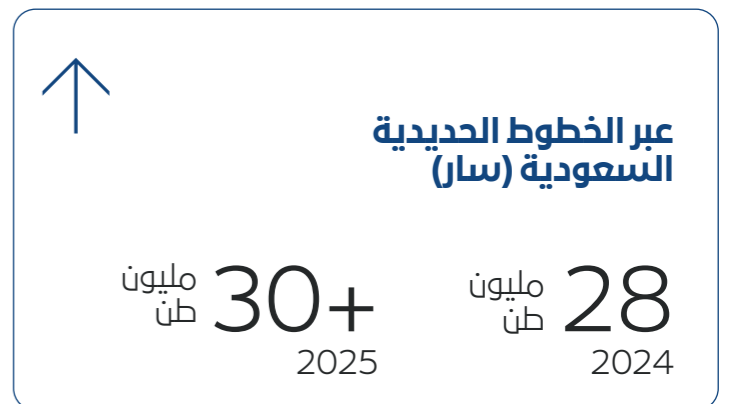 عبر الخطوط الحديدية
السعودية (سار)
28 مليون طن
2024
+30 مليون طن
2025